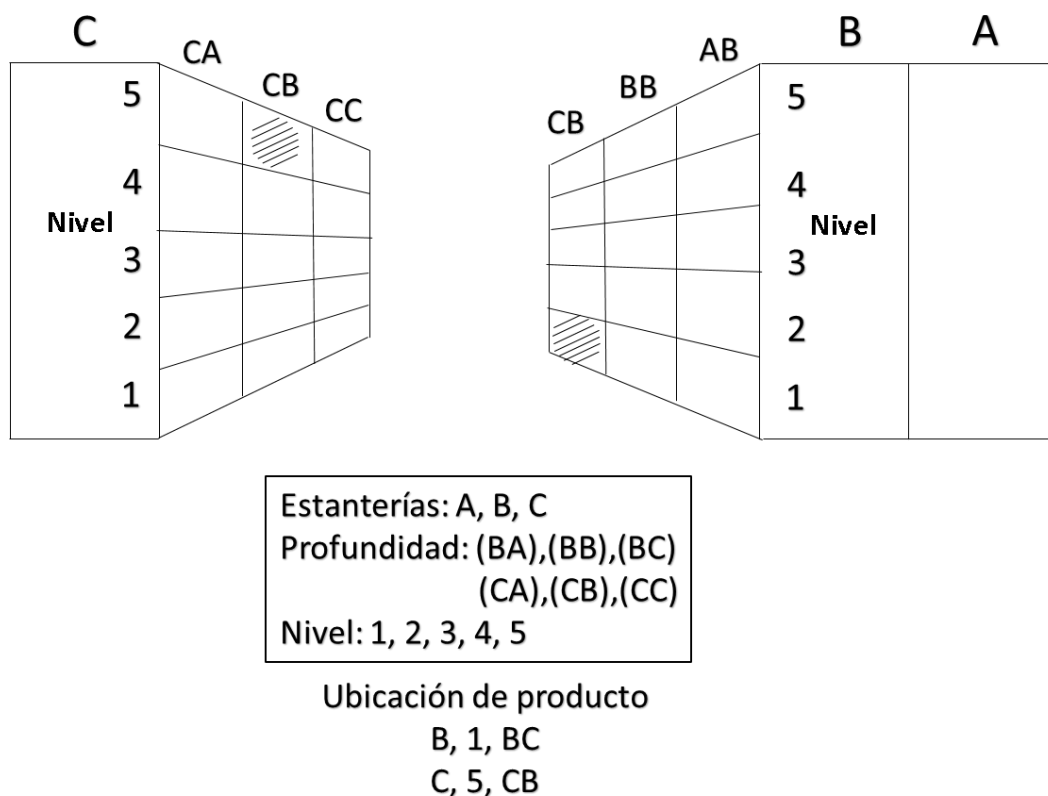 C
CA
CB
CC
5
4
Nivel
3
2
1
CB
BB
AB
B
A
5
4
Nivel
3
2
1
Estanterías: A, B, C
Profundidad: (BA),(BB),(BC)
(CA),(CB),(CC)
Nivel: 1, 2, 3, 4, 5
Ubicación de producto
B, 1, BC
C, 5, CB